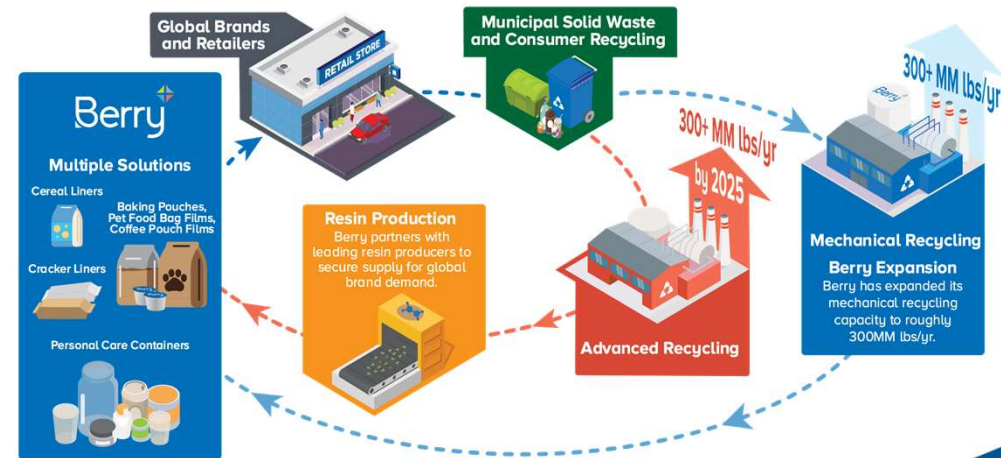 Global Brands
and Retailers
RETAIL STORE
Municipal Solid Waste
and Consumer Recycling
300+ MM lbs/yr
Berry
Berry
Multiple Solutions
Cereal Liners
Baking Pouches,
Pet Food Bag Films,
Coffee Pouch Films
Cracker Liners
Personal Care Containers
Resin Production
Berry partners with
leading resin producers to
secure supply for global
brand demand.
300+ MM lbs/yr
by 2025
Advanced Recycling
Mechanical Recycling
Berry Expansion
Berry has expanded its
mechanical recycling
capacity to roughly
300MM lbs/yr.